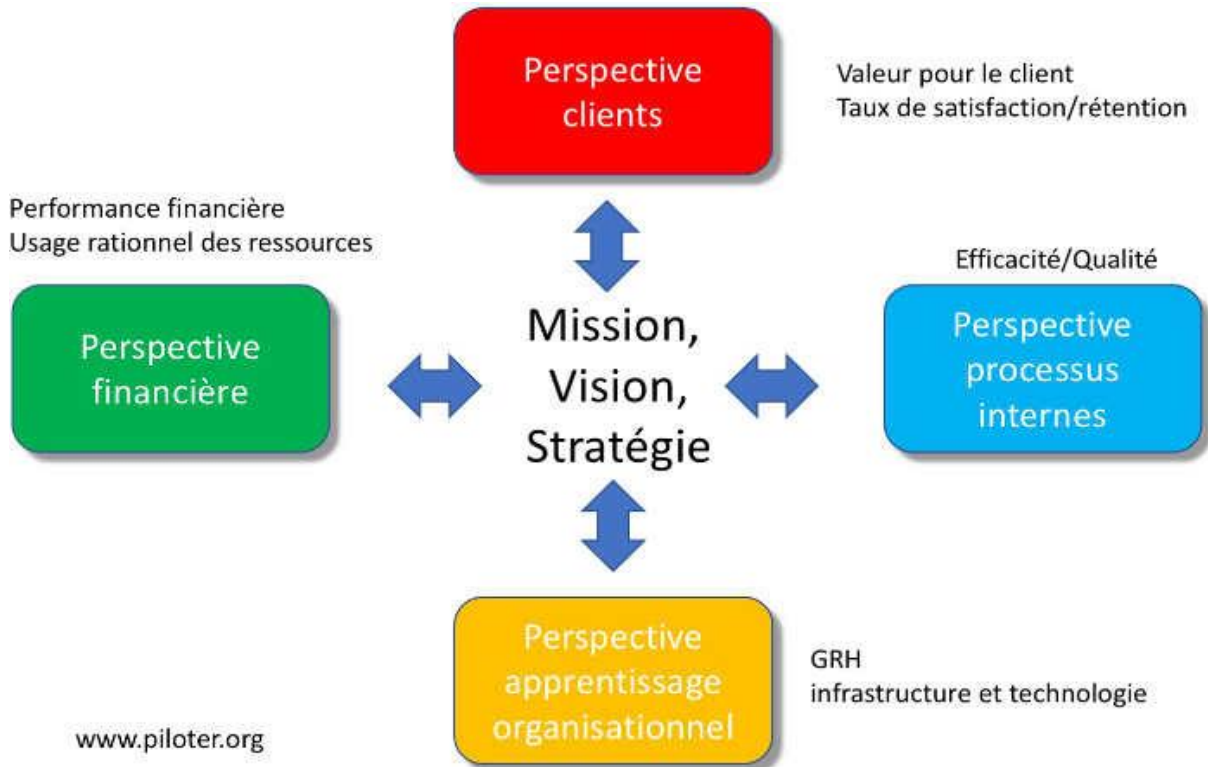 Perspective
clients
Valeur pour le client
Taux de satisfaction/rétention
Performance financière
Usage rationnel des ressources
Efficacité/Qualité
Perspective
financière
Mission,
Vision,
Stratégie
Perspective
processus
internes
Perspective
apprentissage
organisationnel
GRH
infrastructure et technologie
www.piloter.org